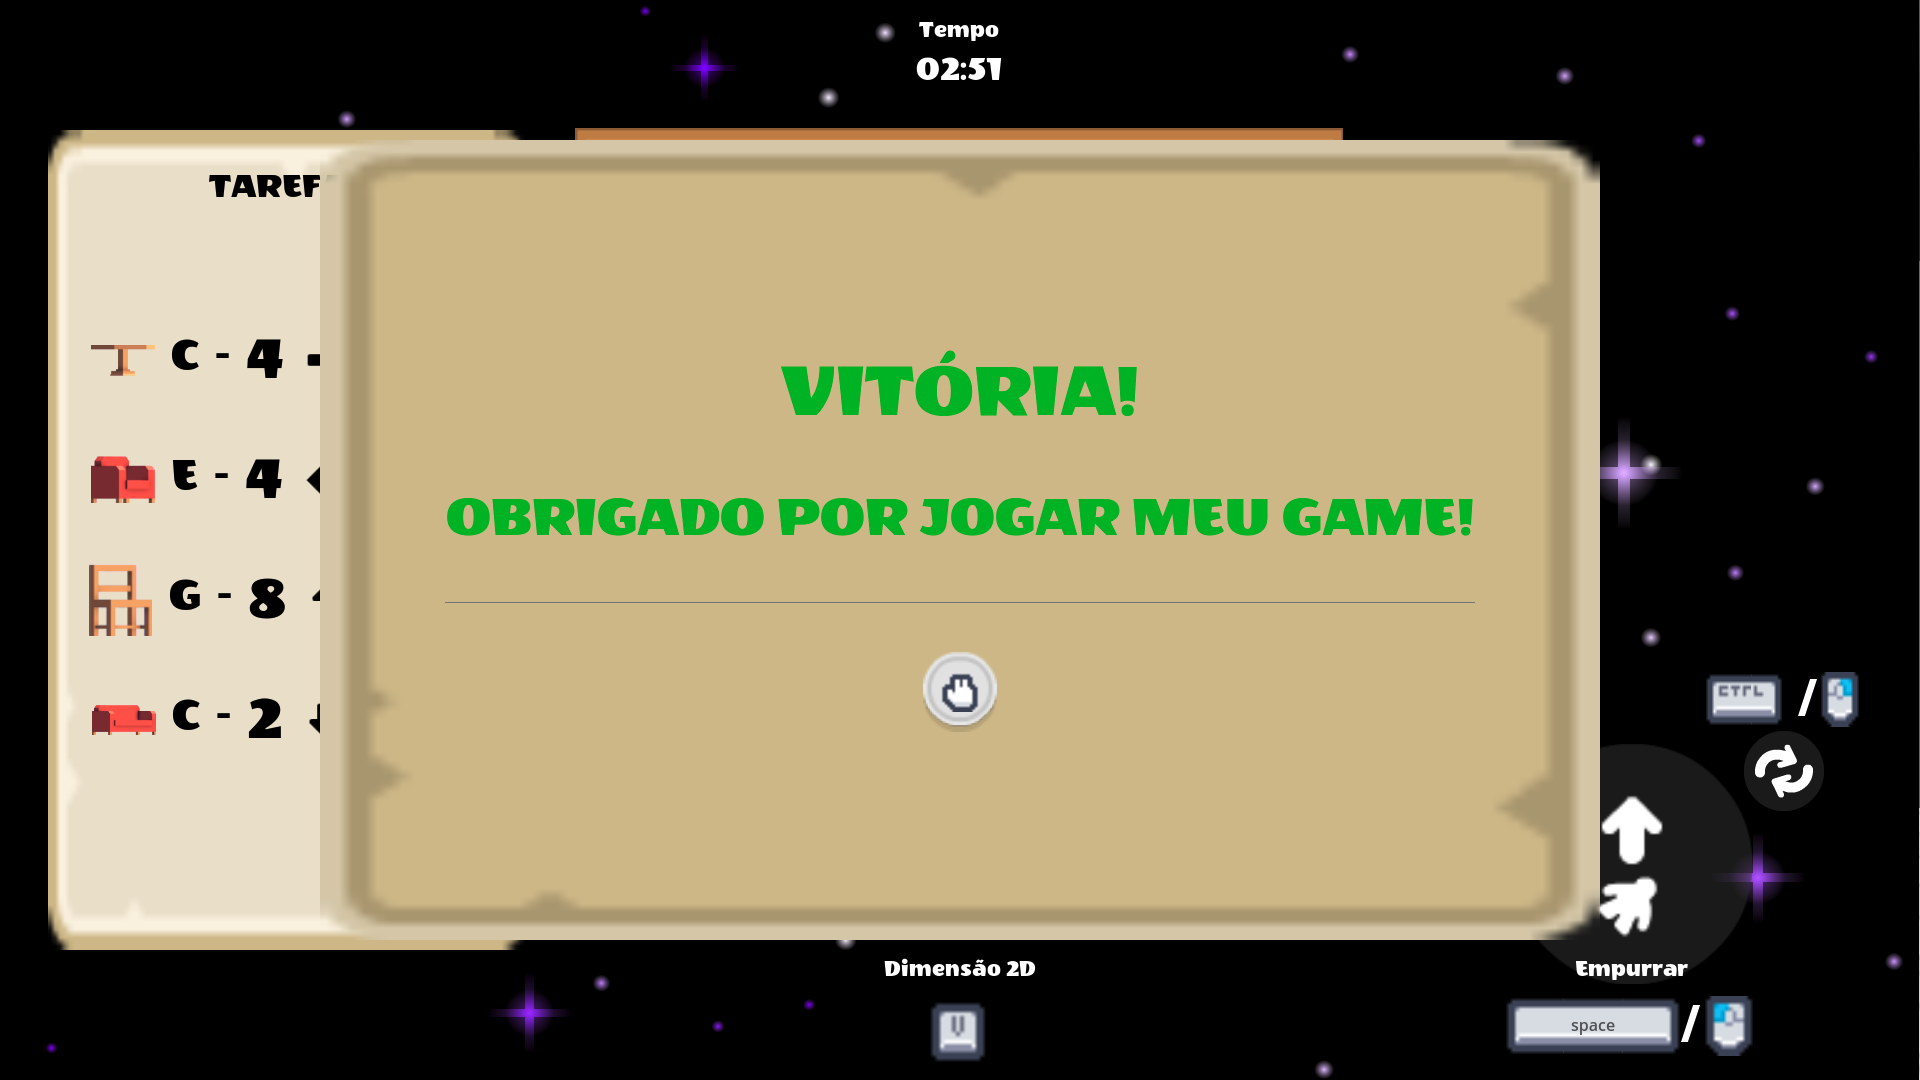 Tempo
02:51
TAREF
C - 4
E - 4
G - 8
C - 2
VITÓRIA!
OBRIGADO POR JOGAR MEU GAME!
CTRL /
Dimensão 2D
V
Empurrar
space /